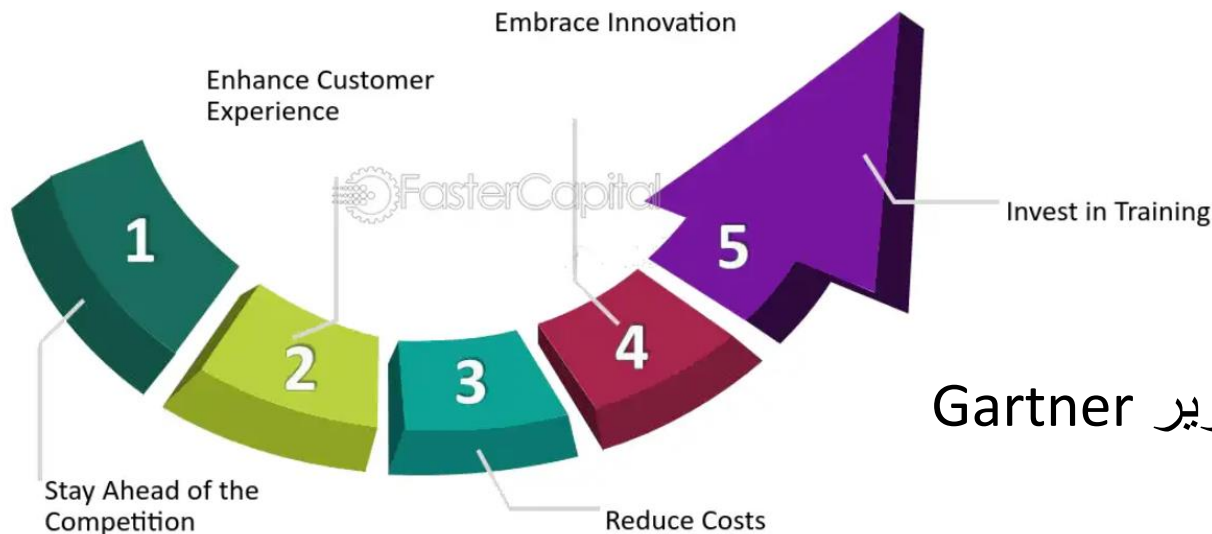 Embrace Innovation
Enhance Customer
Experience
FasterCapital
1
2
3
4
5
Invest in Training
Gartner
Stay Ahead of the
Competition
Reduce Costs